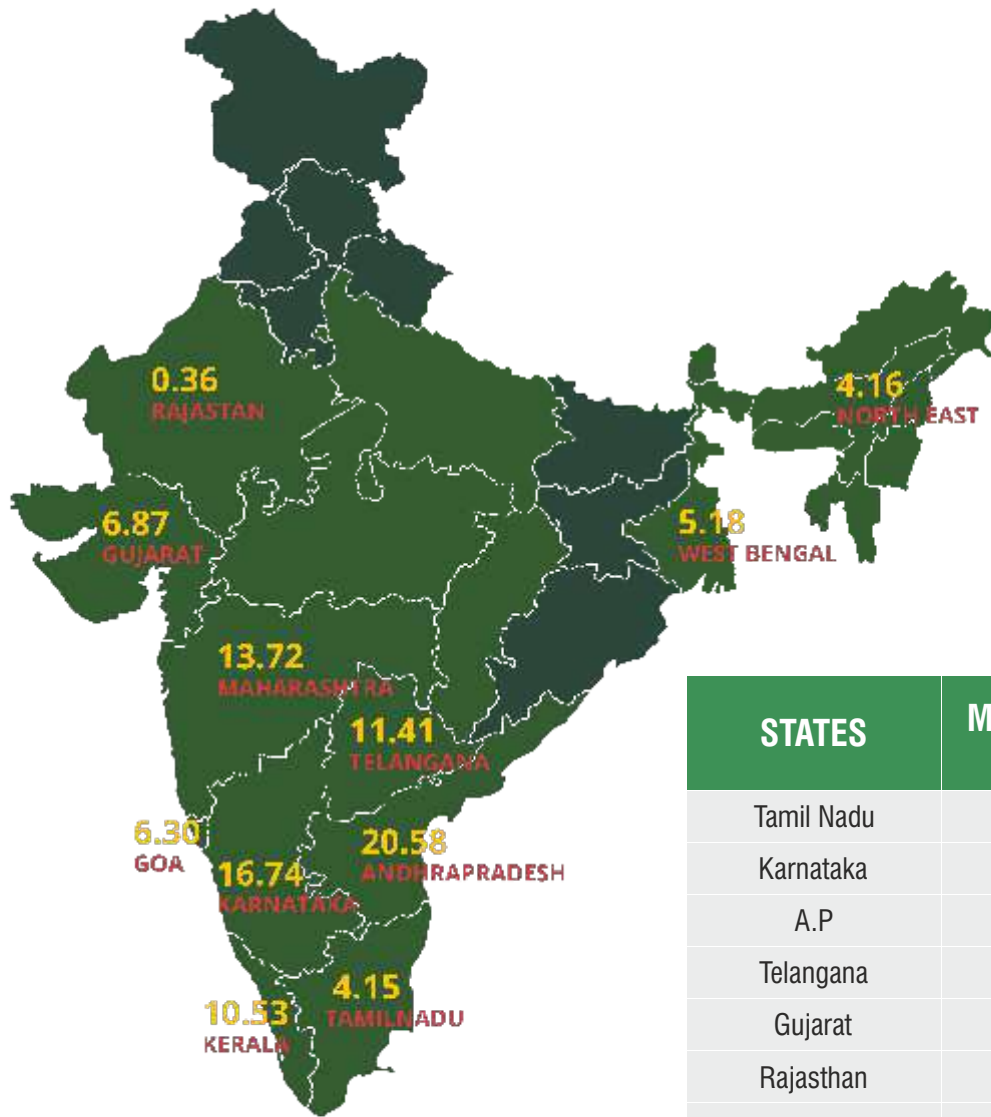 0.36
RAJASTAN
4.16
NORTH EAST
6.87
GUJARAT
5.18
WEST BENGAL
13.72
MAHARASHTRA
11.41
TELANGANA
6.30
GOA
20.58
ANDHRAPRADESH
16.74
KARNATAKA
4.15
TAMILNADU
10.53
KERALA
STATES
M
Tamil Nadu
Karnataka
A.P
Telangana
Gujarat
Rajasthan